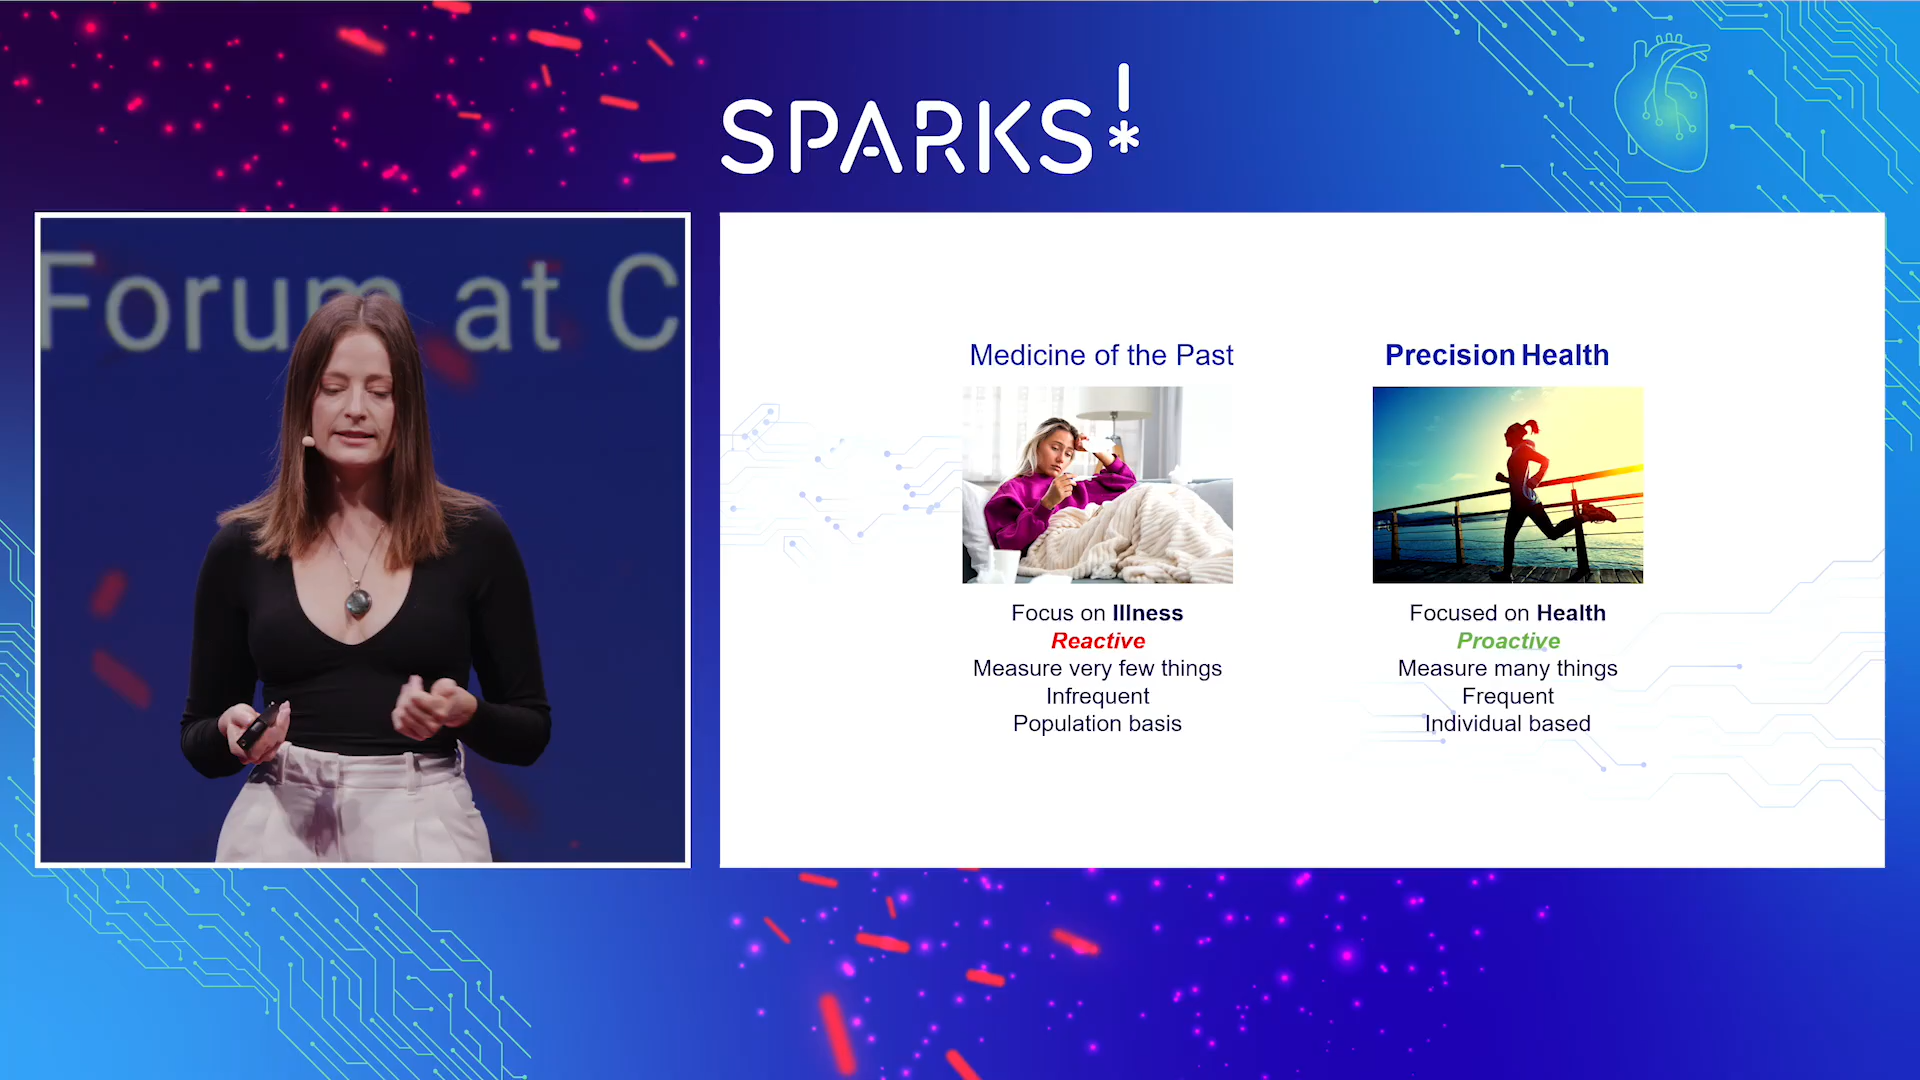 SPARKS!*
Forum at C
Medicine of the Past
Focus on Illness
Reactive
Measure very few things
Infrequent
Population basis
Precision Health
Focused on Health
Proactive
Measure many things
Frequent
Individual based